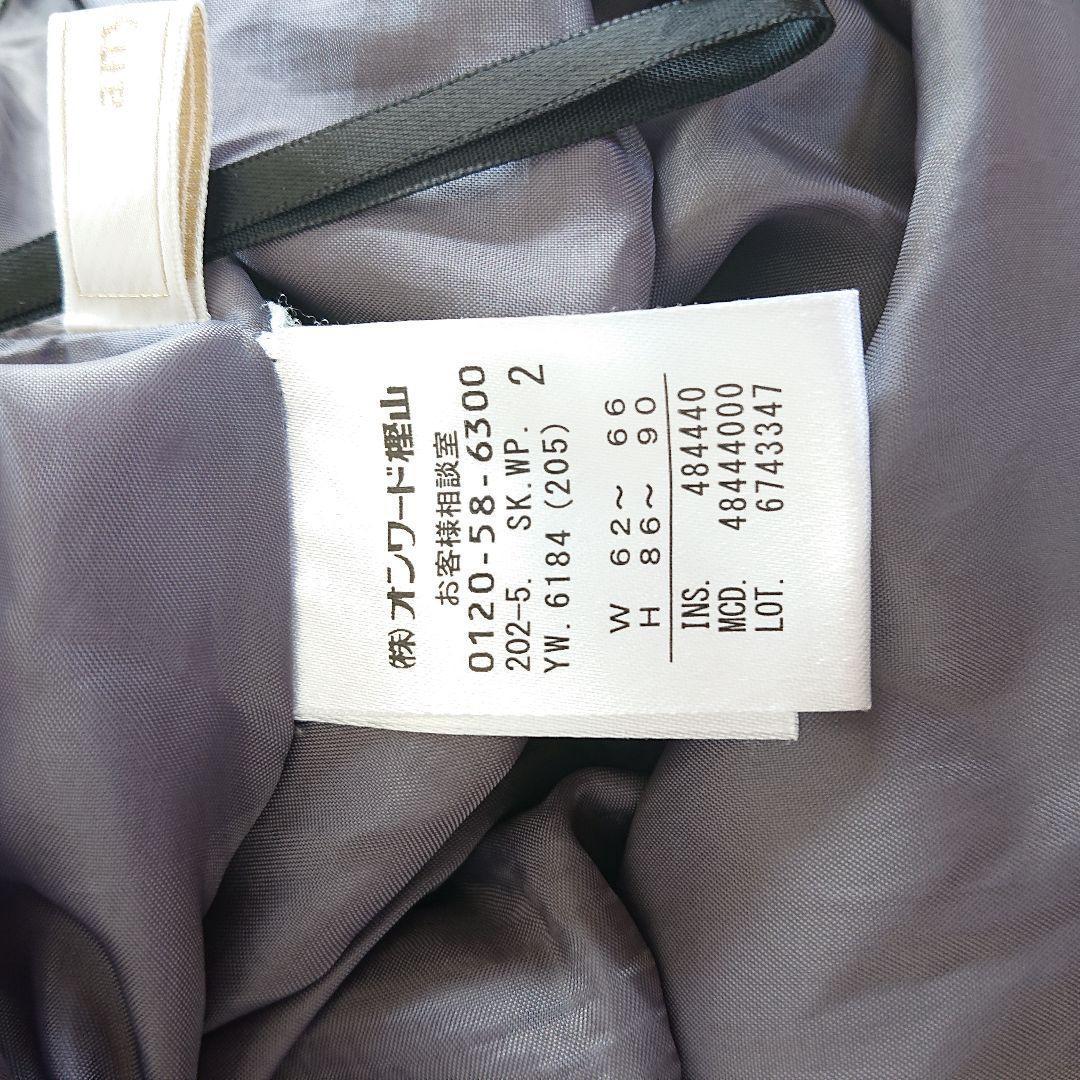 (株)オンワード樫山
お客様相談室
0120-58-6300
202-5. SK.WP. 2
YW.6184(205)
W 62～ 66
H 86～ 90
INS. 484440
MCD. 48444000
LOT. 6743347